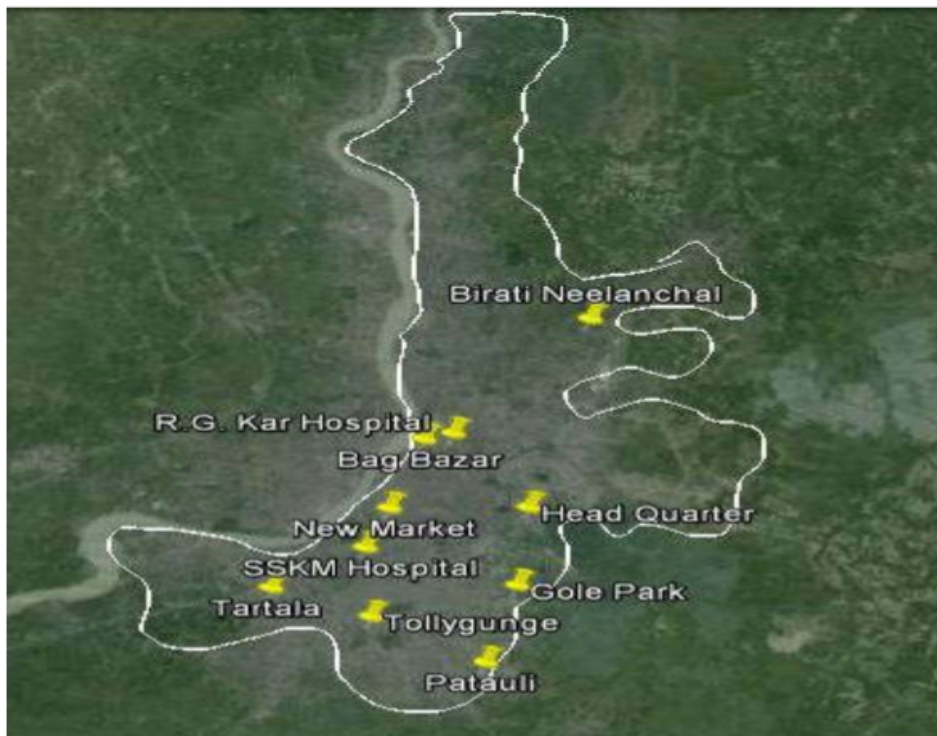 Birati Neelanchal
R.G. Kar Hospital
Bag Bazar
New Market
Head Quarter
SSKM Hospital
Gole Park
Tartala
Tollygunge
Patauli